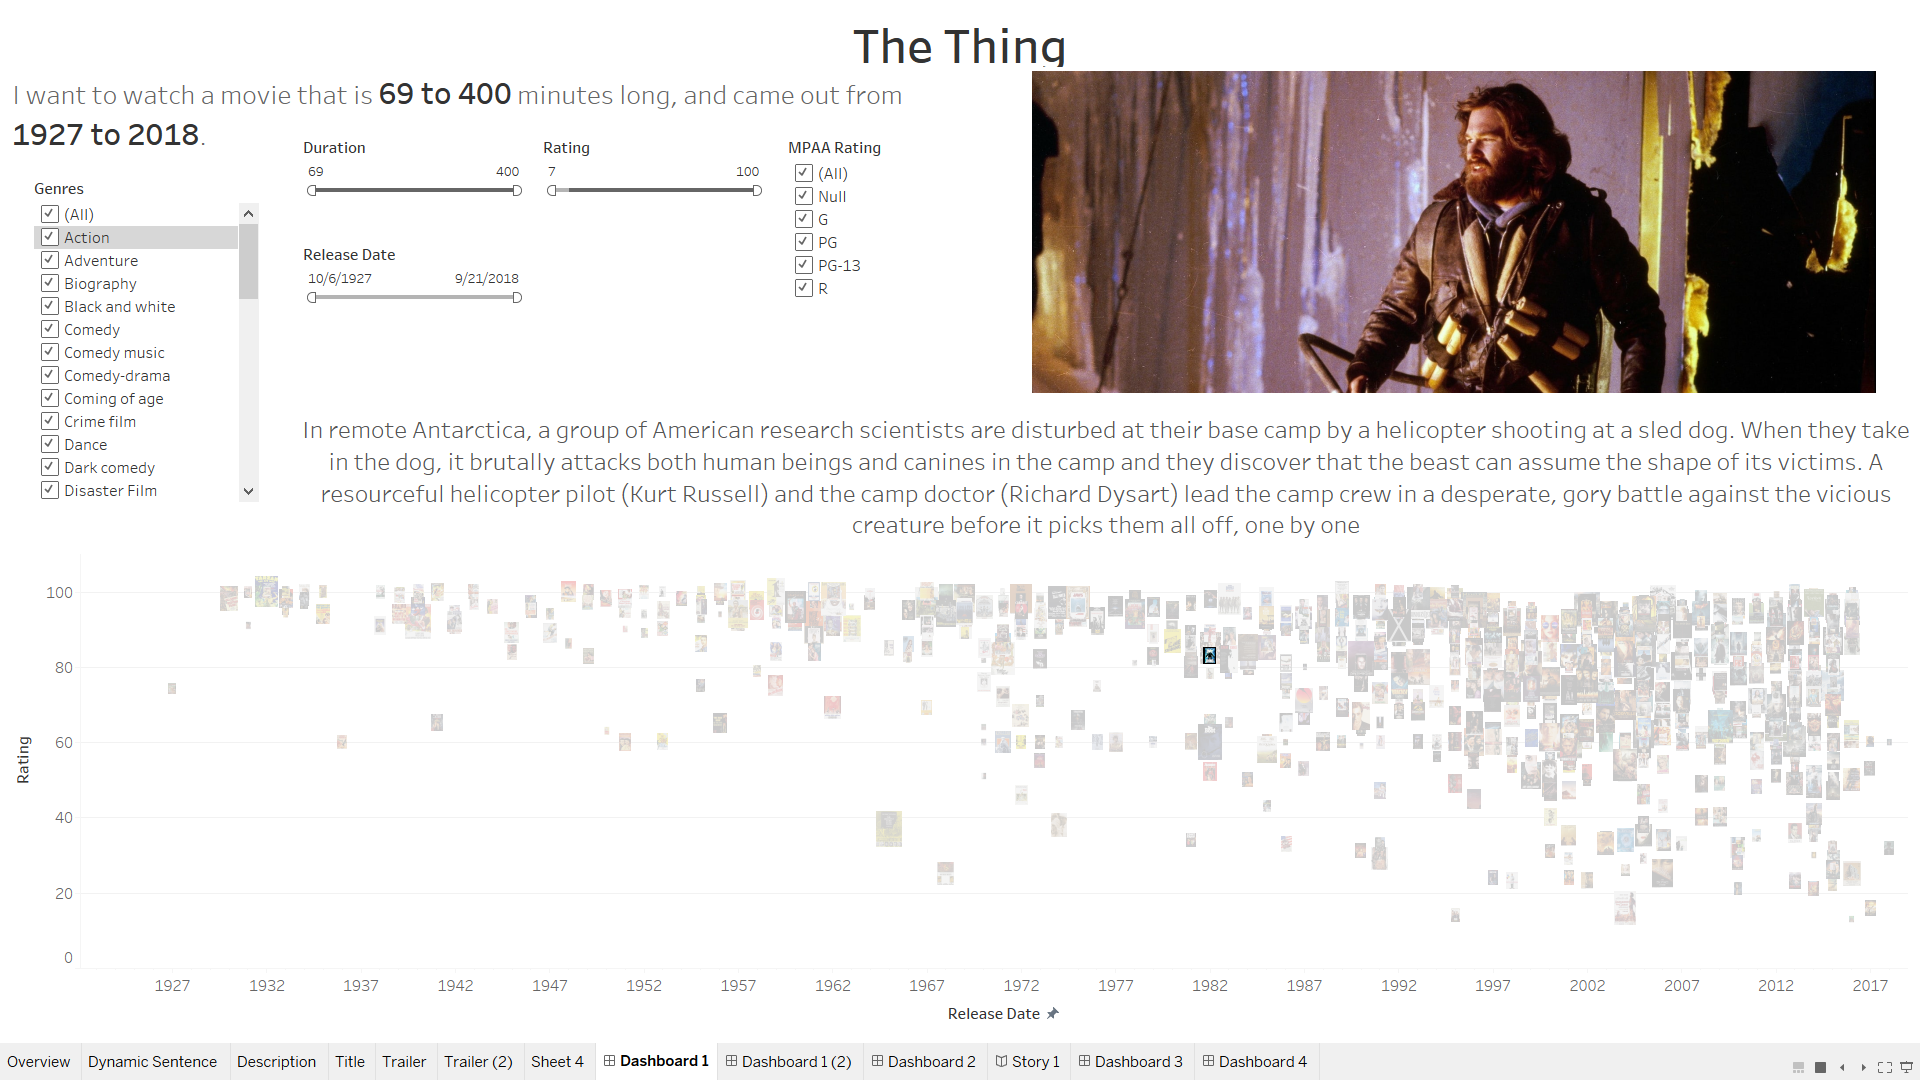 The Thing
I want to watch a movie that is 69 to 400 minutes long, and came out from
1927 to 2018.
Duration
69 400
Rating
7 100
MPAA Rating
(All)
Null
G
PG
PG-13
R
Release Date
10/6/1927 9/21/2018
Genres
(All)
Action
Adventure
Biography
Black and white
Comedy
Comedy music
Comedy-drama
Coming of age
Crime film
Dance
Dark comedy
Disaster Film
In remote Antarctica, a group of American research scientists are disturbed at their base camp by a helicopter shooting at a sled dog. When they take
in the dog, it brutally attacks both human beings and canines in the camp and they discover that the beast can assume the shape of its victims. A
resourceful helicopter pilot (Kurt Russell) and the camp doctor (Richard Dysart) lead the camp crew in a desperate, gory battle against the vicious
creature before it picks them all off, one by one
Rating
100
80
60
40
20
0
1927 1932 1937 1942 1947 1952 1957 1962 1967 1972 1977 1982 1987 1992 1997 2002 2007 2012 2017
Release Date
Overview Dynamic Sentence Description Title Trailer Trailer (2) Sheet 4 Dashboard 1 Dashboard 1 (2) Dashboard 2 Story 1 Dashboard 3 Dashboard 4